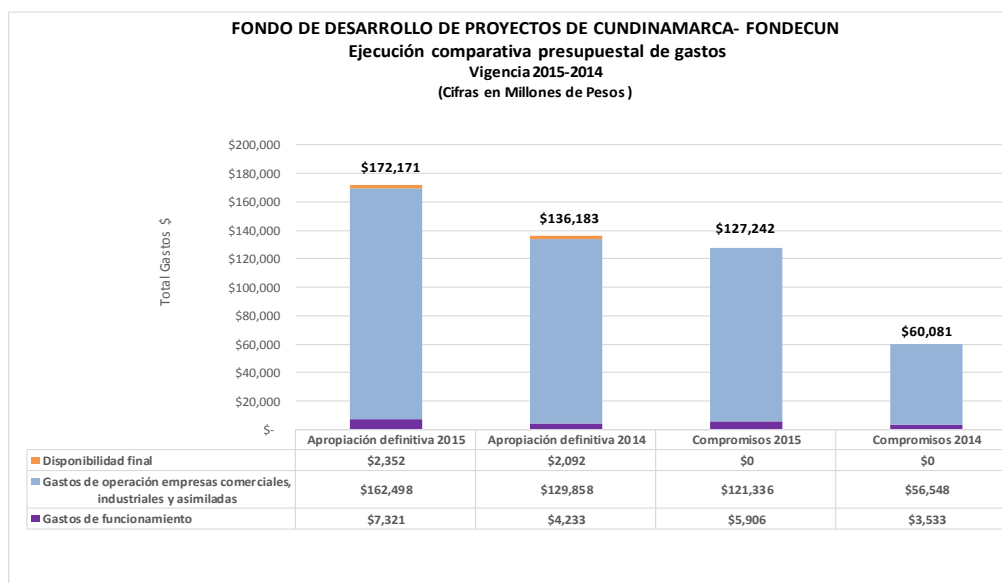 FONDO DE DESARROLLO DE PROYECTOS DE CUNDINAMARCA- FONDECUN
Ejecución comparativa presupuestal de gastos
Vigencia 2015-2014
(Cifras en Millones de Pesos )
Total Gastos $
$200,000
$180,000
$160,000
$140,000
$120,000
$100,000
$80,000
$60,000
$40,000
$20,000
$-
$172,171
$136,183
$127,242
$60,081
Apropiación definitiva 2015 Apropiación definitiva 2014 Compromisos 2015 Compromisos 2014
Disponibilidad final $2,352 $2,092 $0 $0
Gastos de operación empresas comerciales,
industriales y asimiladas $162,498 $129,858 $121,336 $56,548
Gastos de funcionamiento $7,321 $4,233 $5,906 $3,533